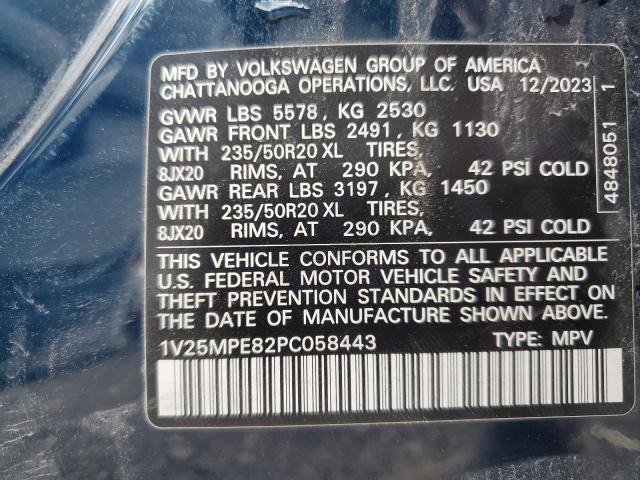 MFD BY VOLKSWAGEN GROUP OF AMERICA
CHATTANOOGA OPERATIONS, LLC. USA 12/2023
GVWR LBS 5578, KG 2530
GAWR FRONT LBS 2491, KG 1130
WITH 235/50R20 XL TIRES,
8JX20 RIMS, AT 290 KPA, 42 PSI COLD
GAWR REAR LBS 3197, KG 1450
WITH 235/50R20 XL TIRES,
8JX20 RIMS, AT 290 KPA, 42 PSI COLD
THIS VEHICLE CONFORMS TO ALL APPLICABLE
U.S. FEDERAL MOTOR VEHICLE SAFETY AND
THEFT PREVENTION STANDARDS IN EFFECT ON
THE DATE OF MANUFACTURE SHOWN ABOVE.
1V25MPE82PC058443 TYPE: MPV
4848051 1